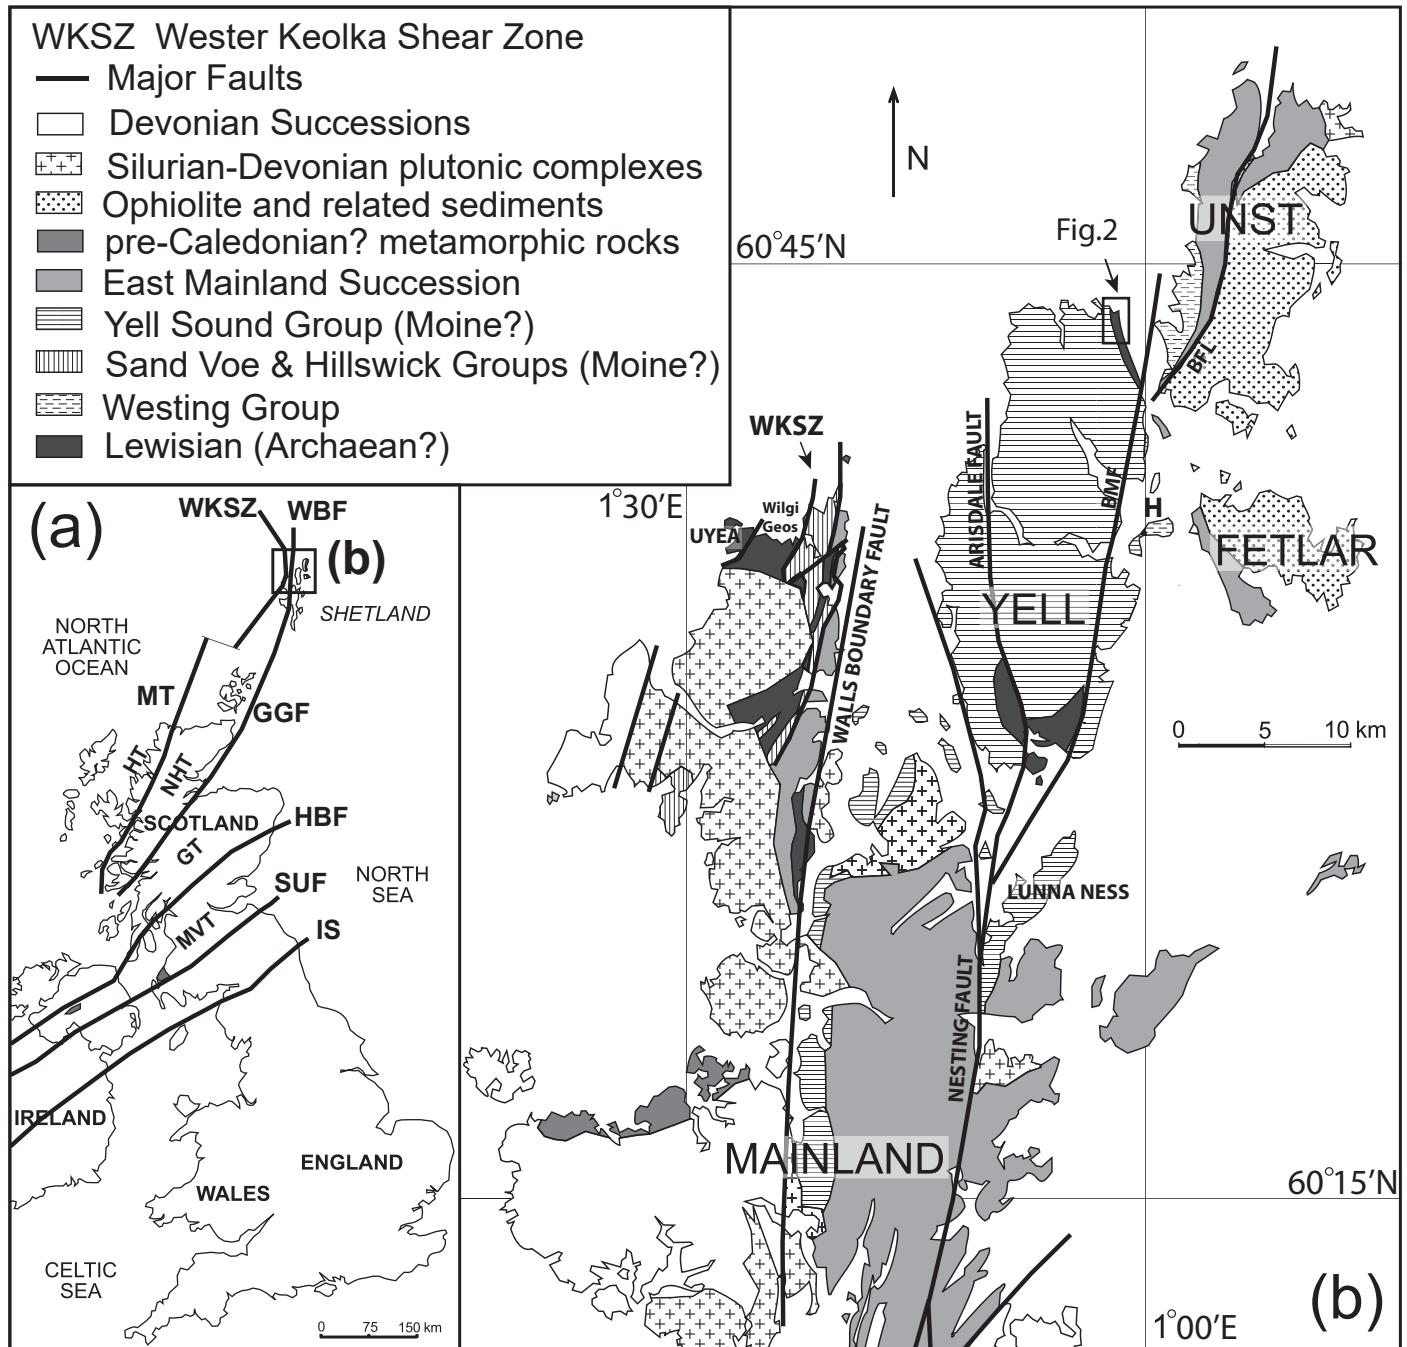 WKSZ Wester Keolka Shear Zone
Major Faults
Devonian Successions
Silurian-Devonian plutonic complexes
Ophiolite and related sediments
pre-Caledonian? metamorphic rocks
East Mainland Succession
Yell Sound Group (Moine?)
Sand Voe & Hillswick Groups (Moine?)
Westing Group
Lewisian (Archaean?)
(a)
WKSZ
WBF
(b)
SHETLAND
NORTH
ATLANTIC
OCEAN
MT
GGF
HT
NHT
SCOTLAND
GT
HBF
SUF
NORTH
SEA
MVT
IS
IRELAND
ENGLAND
WALES
CELTIC
SEA
0 75 150 km
N
60°45'N
Fig.2
UNST
BFL
WKSZ
1°30'E
Wilgi
Geos
UYEA
WALLS BOUNDARY FAULT
ARISDALE FAULT
BMF
H
FETLAR
YELL
0 5 10 km
LUNNA NESS
NESTING FAULT
MAINLAND
60°15'N
1°00'E
(b)